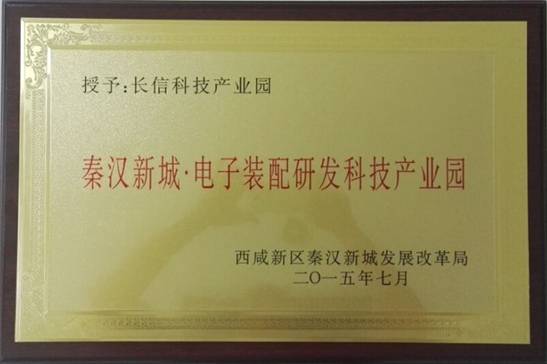 授予:长信科技产业园
秦汉新城·电子装配研发科技产业园
西咸新区秦汉新城发展改革局
二〇一五年七月